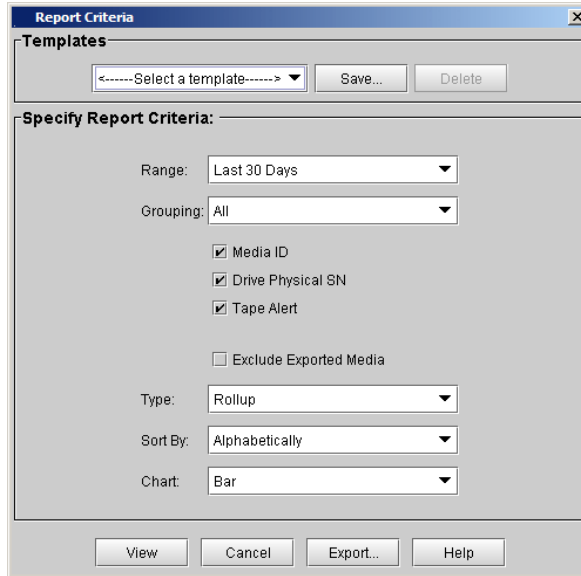 Report Criteria
Templates
<------Select a template------> Save... Delete
Specify Report Criteria:
Range: Last 30 Days
Grouping: All
Media ID
Drive Physical SN
Tape Alert
Exclude Exported Media
Type: Rollup
Sort By: Alphabetically
Chart: Bar
View Cancel Export... Help